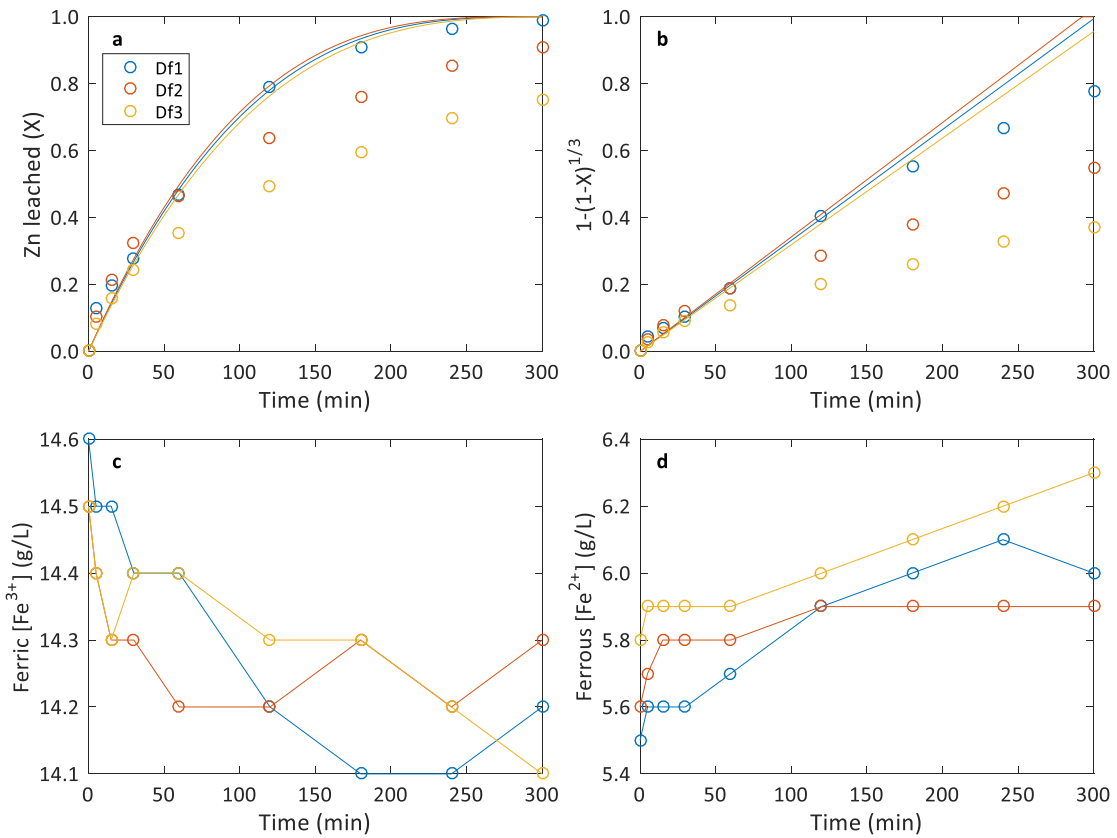 a
Df1
Df2
Df3
1.0
0.8
0.6
0.4
0.2
0.0
Zn leached (X)
0 50 100 150 200 250 300
Time (min)
b
1.0
0.8
0.6
0.4
0.2
0.0
1-(1-X)^{1/3}
0 50 100 150 200 250 300
Time (min)
c
14.6
14.5
14.4
14.3
14.2
14.1
Ferric [Fe^{3+}] (g/L)
0 50 100 150 200 250 300
Time (min)
d
6.4
6.2
6.0
5.8
5.6
5.4
Ferrous [Fe^{2+}] (g/L)
0 50 100 150 200 250 300
Time (min)